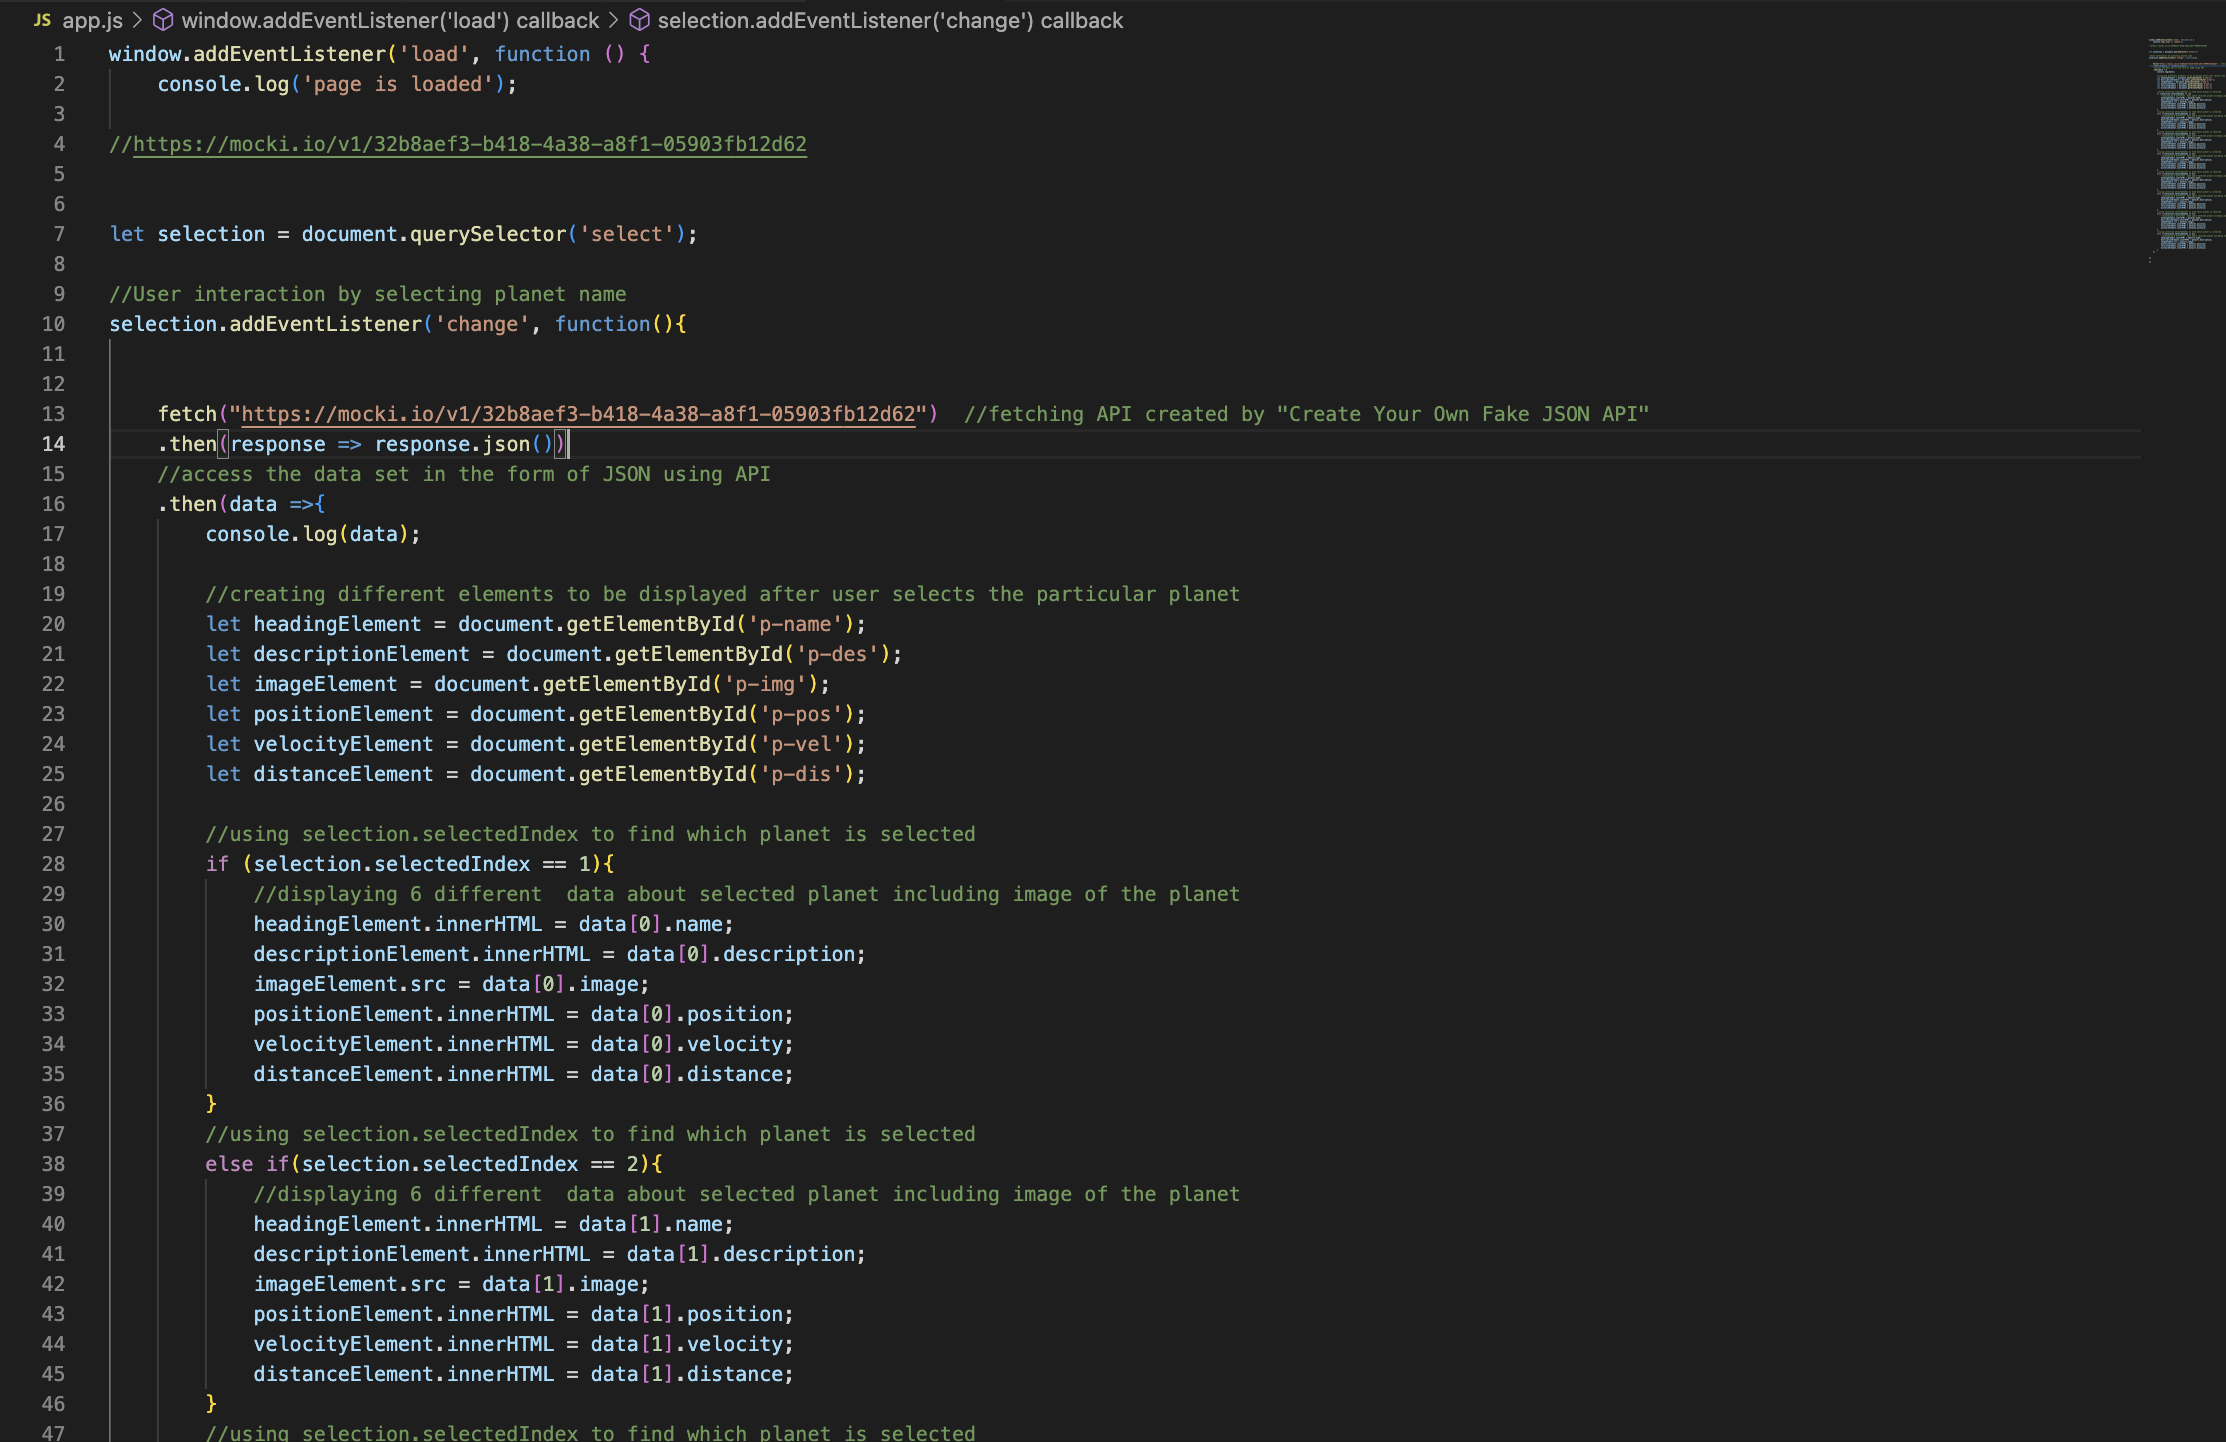 JS app.js > window.addEventListener('load') callback > selection.addEventListener('change') callback
1 window.addEventListener('load', function () {
2 console.log('page is loaded');
3
4 //https://mocki.io/v1/32b8aef3-b418-4a38-a8f1-05903fb12d62
5
6
7 let selection = document.querySelector('select');
8
9 //User interaction by selecting planet name
10 selection.addEventListener('change', function(){
11
12
13 fetch("https://mocki.io/v1/32b8aef3-b418-4a38-a8f1-05903fb12d62")  //fetching API created by "Create Your Own Fake JSON API"
14 .then(response => response.json())
15 //access the data set in the form of JSON using API
16 .then(data =>{
17 console.log(data);
18
19 //creating different elements to be displayed after user selects the particular planet
20 let headingElement = document.getElementById('p-name');
21 let descriptionElement = document.getElementById('p-des');
22 let imageElement = document.getElementById('p-img');
23 let positionElement = document.getElementById('p-pos');
24 let velocityElement = document.getElementById('p-vel');
25 let distanceElement = document.getElementById('p-dis');
26
27 //using selection.selectedIndex to find which planet is selected
28 if (selection.selectedIndex == 1){
29 //displaying 6 different  data about selected planet including image of the planet
30 headingElement.innerHTML = data[0].name;
31 descriptionElement.innerHTML = data[0].description;
32 imageElement.src = data[0].image;
33 positionElement.innerHTML = data[0].position;
34 velocityElement.innerHTML = data[0].velocity;
35 distanceElement.innerHTML = data[0].distance;
36 }
37 //using selection.selectedIndex to find which planet is selected
38 else if(selection.selectedIndex == 2){
39 //displaying 6 different  data about selected planet including image of the planet
40 headingElement.innerHTML = data[1].name;
41 descriptionElement.innerHTML = data[1].description;
42 imageElement.src = data[1].image;
43 positionElement.innerHTML = data[1].position;
44 velocityElement.innerHTML = data[1].velocity;
45 distanceElement.innerHTML = data[1].distance;
46 }
47 //using selection.selectedIndex to find which planet is selected